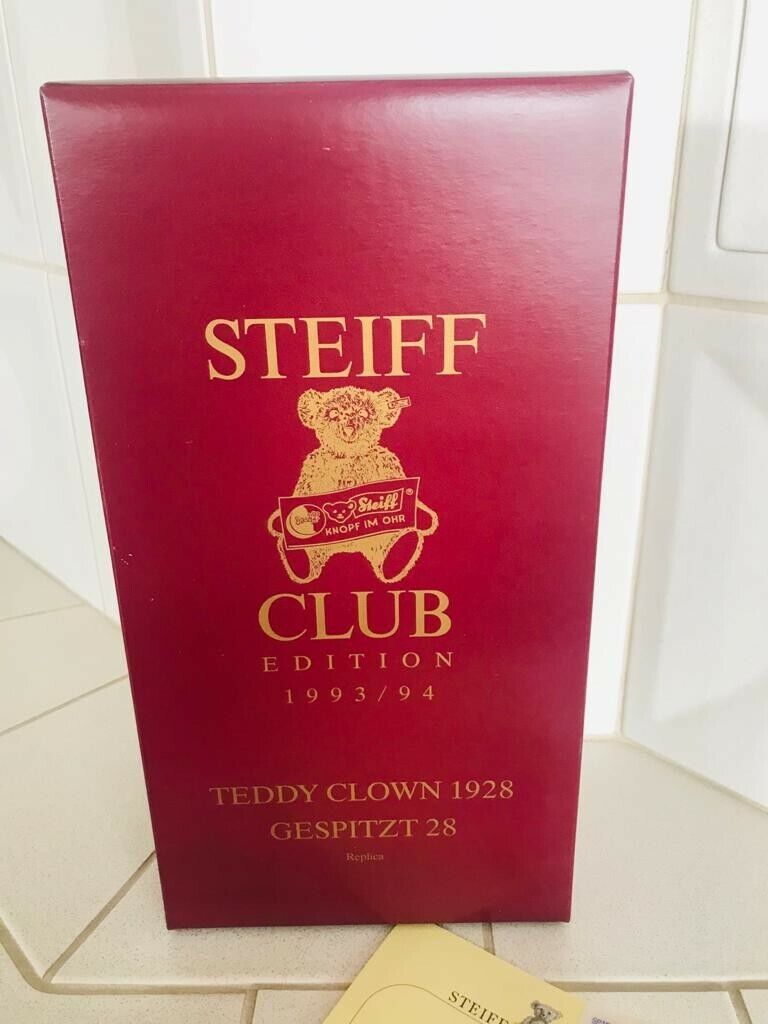 STEIFF
Steiff ®
KNOPF IM OHR
CLUB
EDITION
1993/94
TEDDY CLOWN 1928
GESPITZT 28
Replica
STEIFF